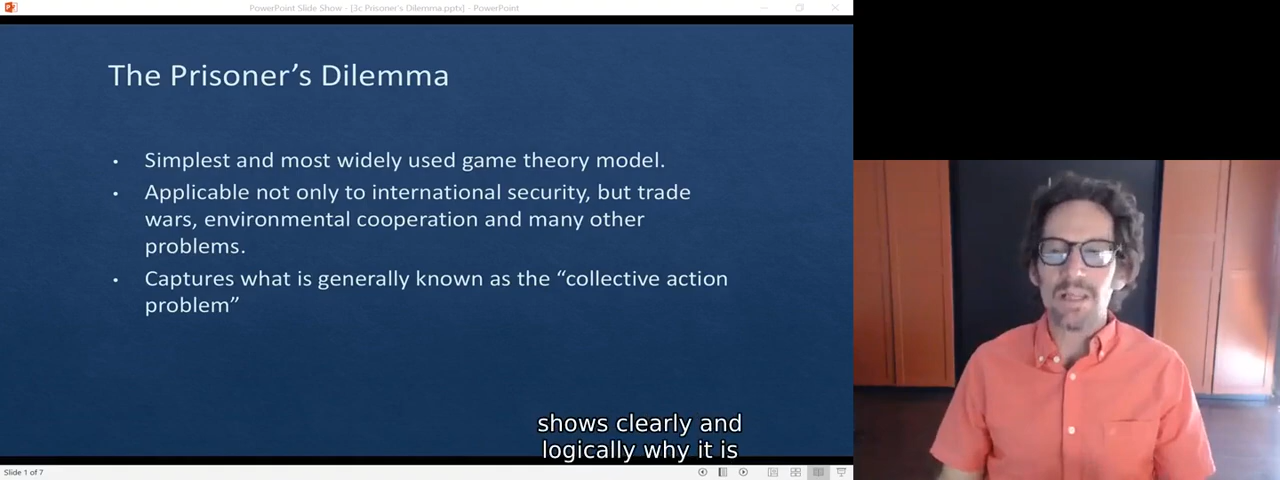 PowerPoint Slide Show - [3c Prisoner's Dilemma.pptx] - PowerPoint
The Prisoner's Dilemma
• Simplest and most widely used game theory model.
• Applicable not only to international security, but trade
wars, environmental cooperation and many other
problems.
• Captures what is generally known as the “collective action
problem”
shows clearly and
logically why it is
Slide 1 of 7